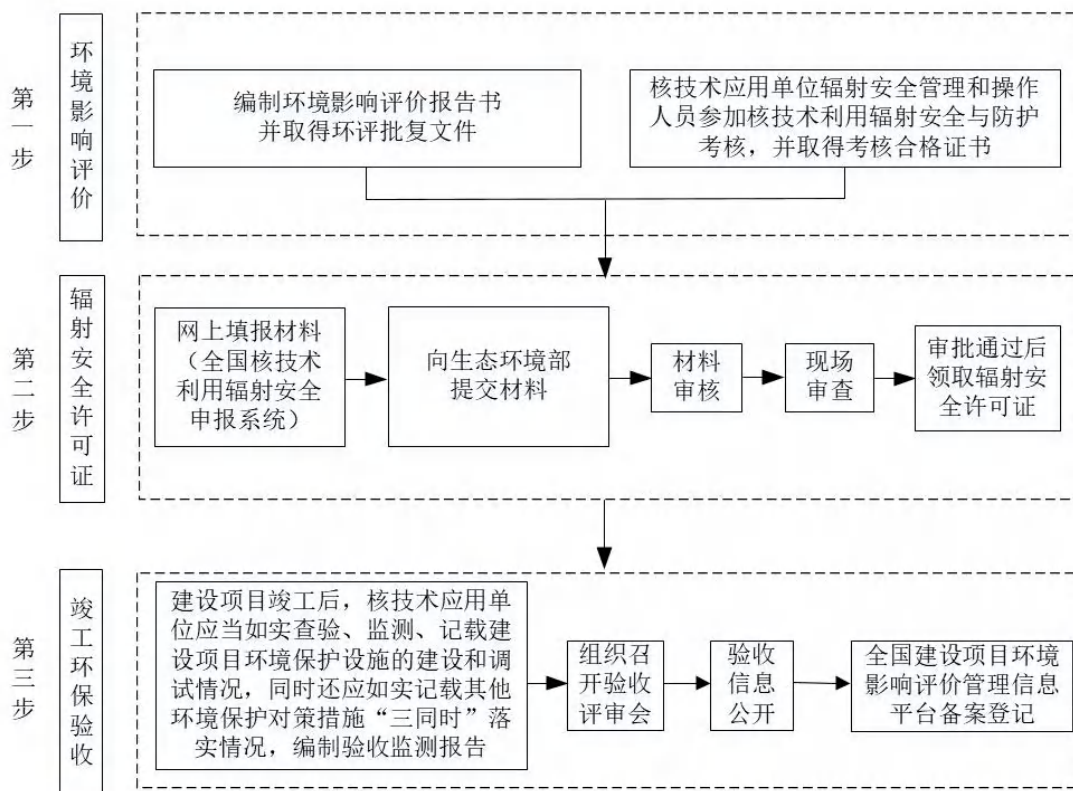 第一步
环境影响评价
编制环境影响评价报告书
并取得环评批复文件
核技术应用单位辐射安全管理和操作
人员参加核技术利用辐射安全与防护
考核，并取得考核合格证书
第二步
辐射安全许可证
网上填报材料
（全国核技术
利用辐射安全
申报系统）
向生态环境部
提交材料
材料
审核
现场
审查
审批通过后
领取辐射安
全许可证
第三步
竣工环保验收
建设项目竣工后，核技术应用单
位应当如实查验、监测、记载建
设项目环境保护设施的建设和调
试情况，同时还应如实记载其他
环境保护对策措施“三同时”落
实情况，编制验收监测报告
组织召
开验收
评审会
验收
信息
公开
全国建设项目环境
影响评价管理信息
平台备案登记